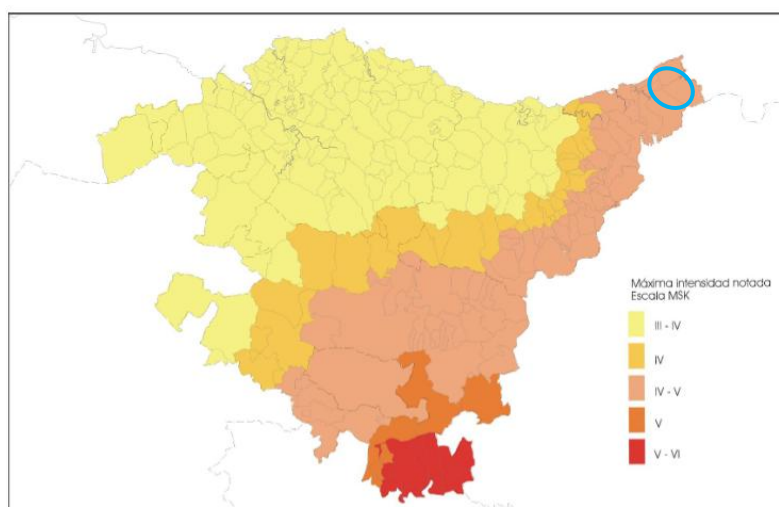 Máxima intensidad notada
Escala MSK
III - IV
IV
IV - V
V
V - VI